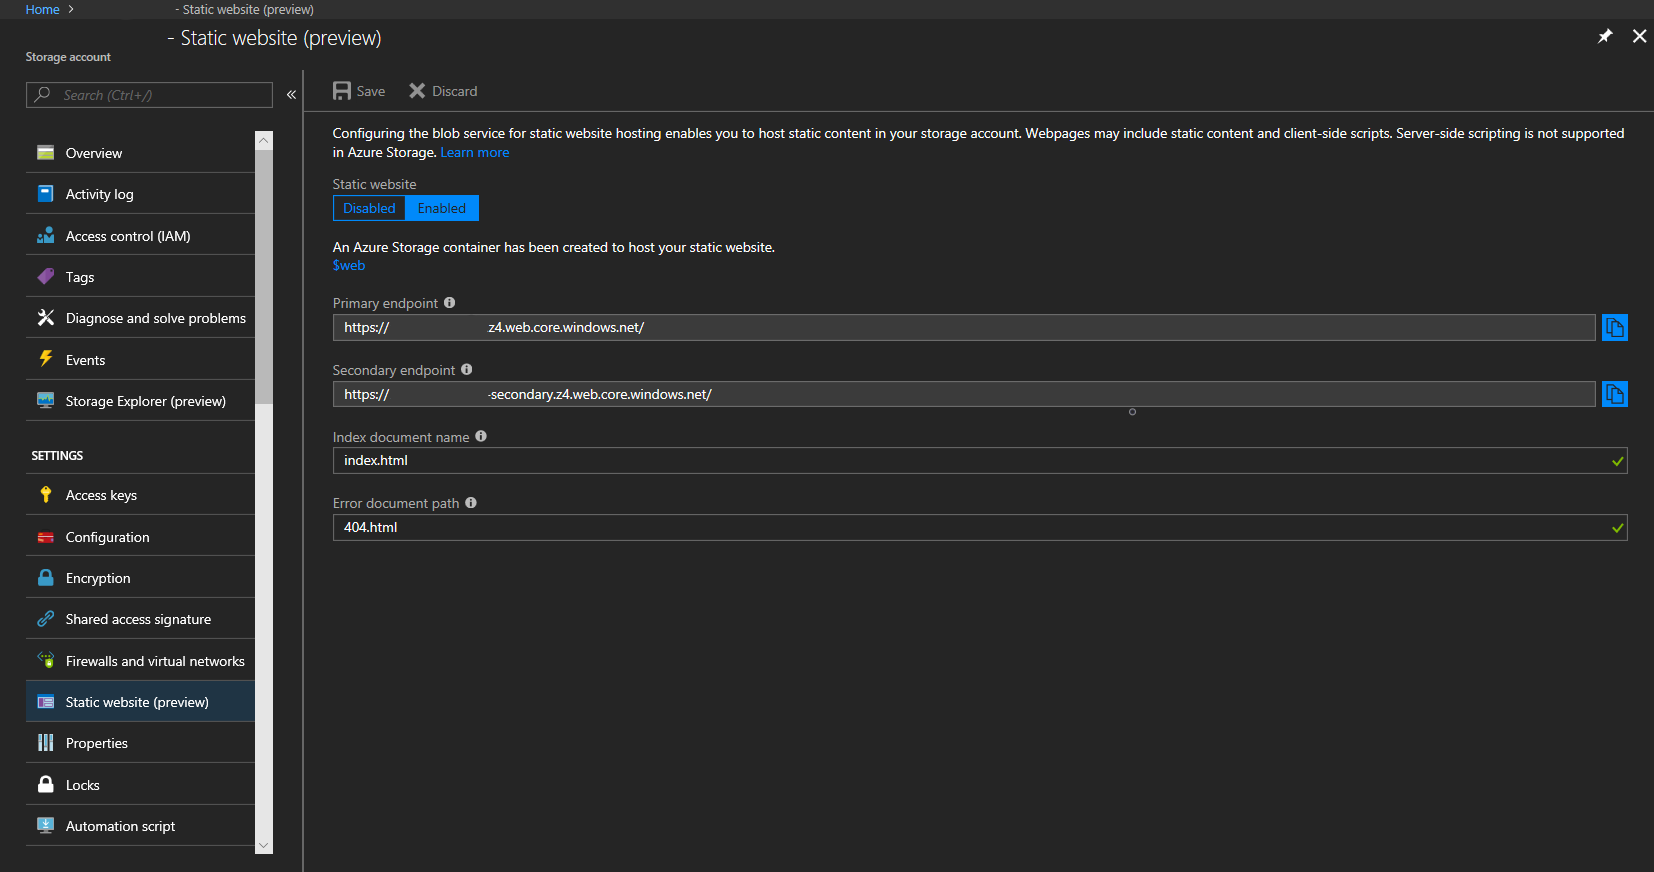 Home > - Static website (preview)
- Static website (preview)
Storage account
Search (Ctrl+/)
«
Overview
Activity log
Access control (IAM)
Tags
Diagnose and solve problems
Events
Storage Explorer (preview)
SETTINGS
Access keys
Configuration
Encryption
Shared access signature
Firewalls and virtual networks
Static website (preview)
Properties
Locks
Automation script
Save Discard
Configuring the blob service for static website hosting enables you to host static content in your storage account. Webpages may include static content and client-side scripts. Server-side scripting is not supported
in Azure Storage. Learn more
Static website
Disabled Enabled
An Azure Storage container has been created to host your static website.
$web
Primary endpoint
https:// z4.web.core.windows.net/
Secondary endpoint
https:// -secondary.z4.web.core.windows.net/
Index document name
index.html
Error document path
404.html